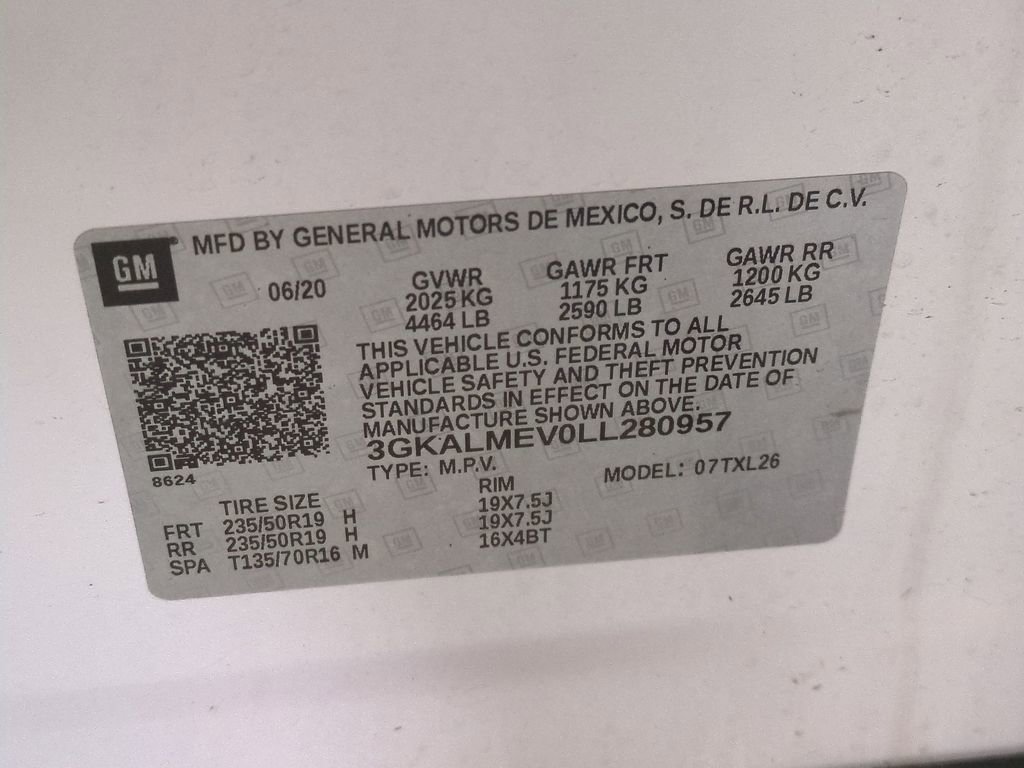 GM
MFD BY GENERAL MOTORS DE MEXICO, S. DE R.L. DE C.V.
06/20
GVWR
2025 KG
4464 LB
GAWR FRT
1175 KG
2590 LB
GAWR RR
1200 KG
2645 LB
THIS VEHICLE CONFORMS TO ALL
APPLICABLE U.S. FEDERAL MOTOR
VEHICLE SAFETY AND THEFT PREVENTION
STANDARDS IN EFFECT ON THE DATE OF
MANUFACTURE SHOWN ABOVE.
3GKALMEV0LL280957
TYPE: M.P.V.
MODEL: 07TXL26
8624
TIRE SIZE
RIM
FRT 235/50R19 H 19X7.5J
RR 235/50R19 H 19X7.5J
SPA T135/70R16 M 16X4BT